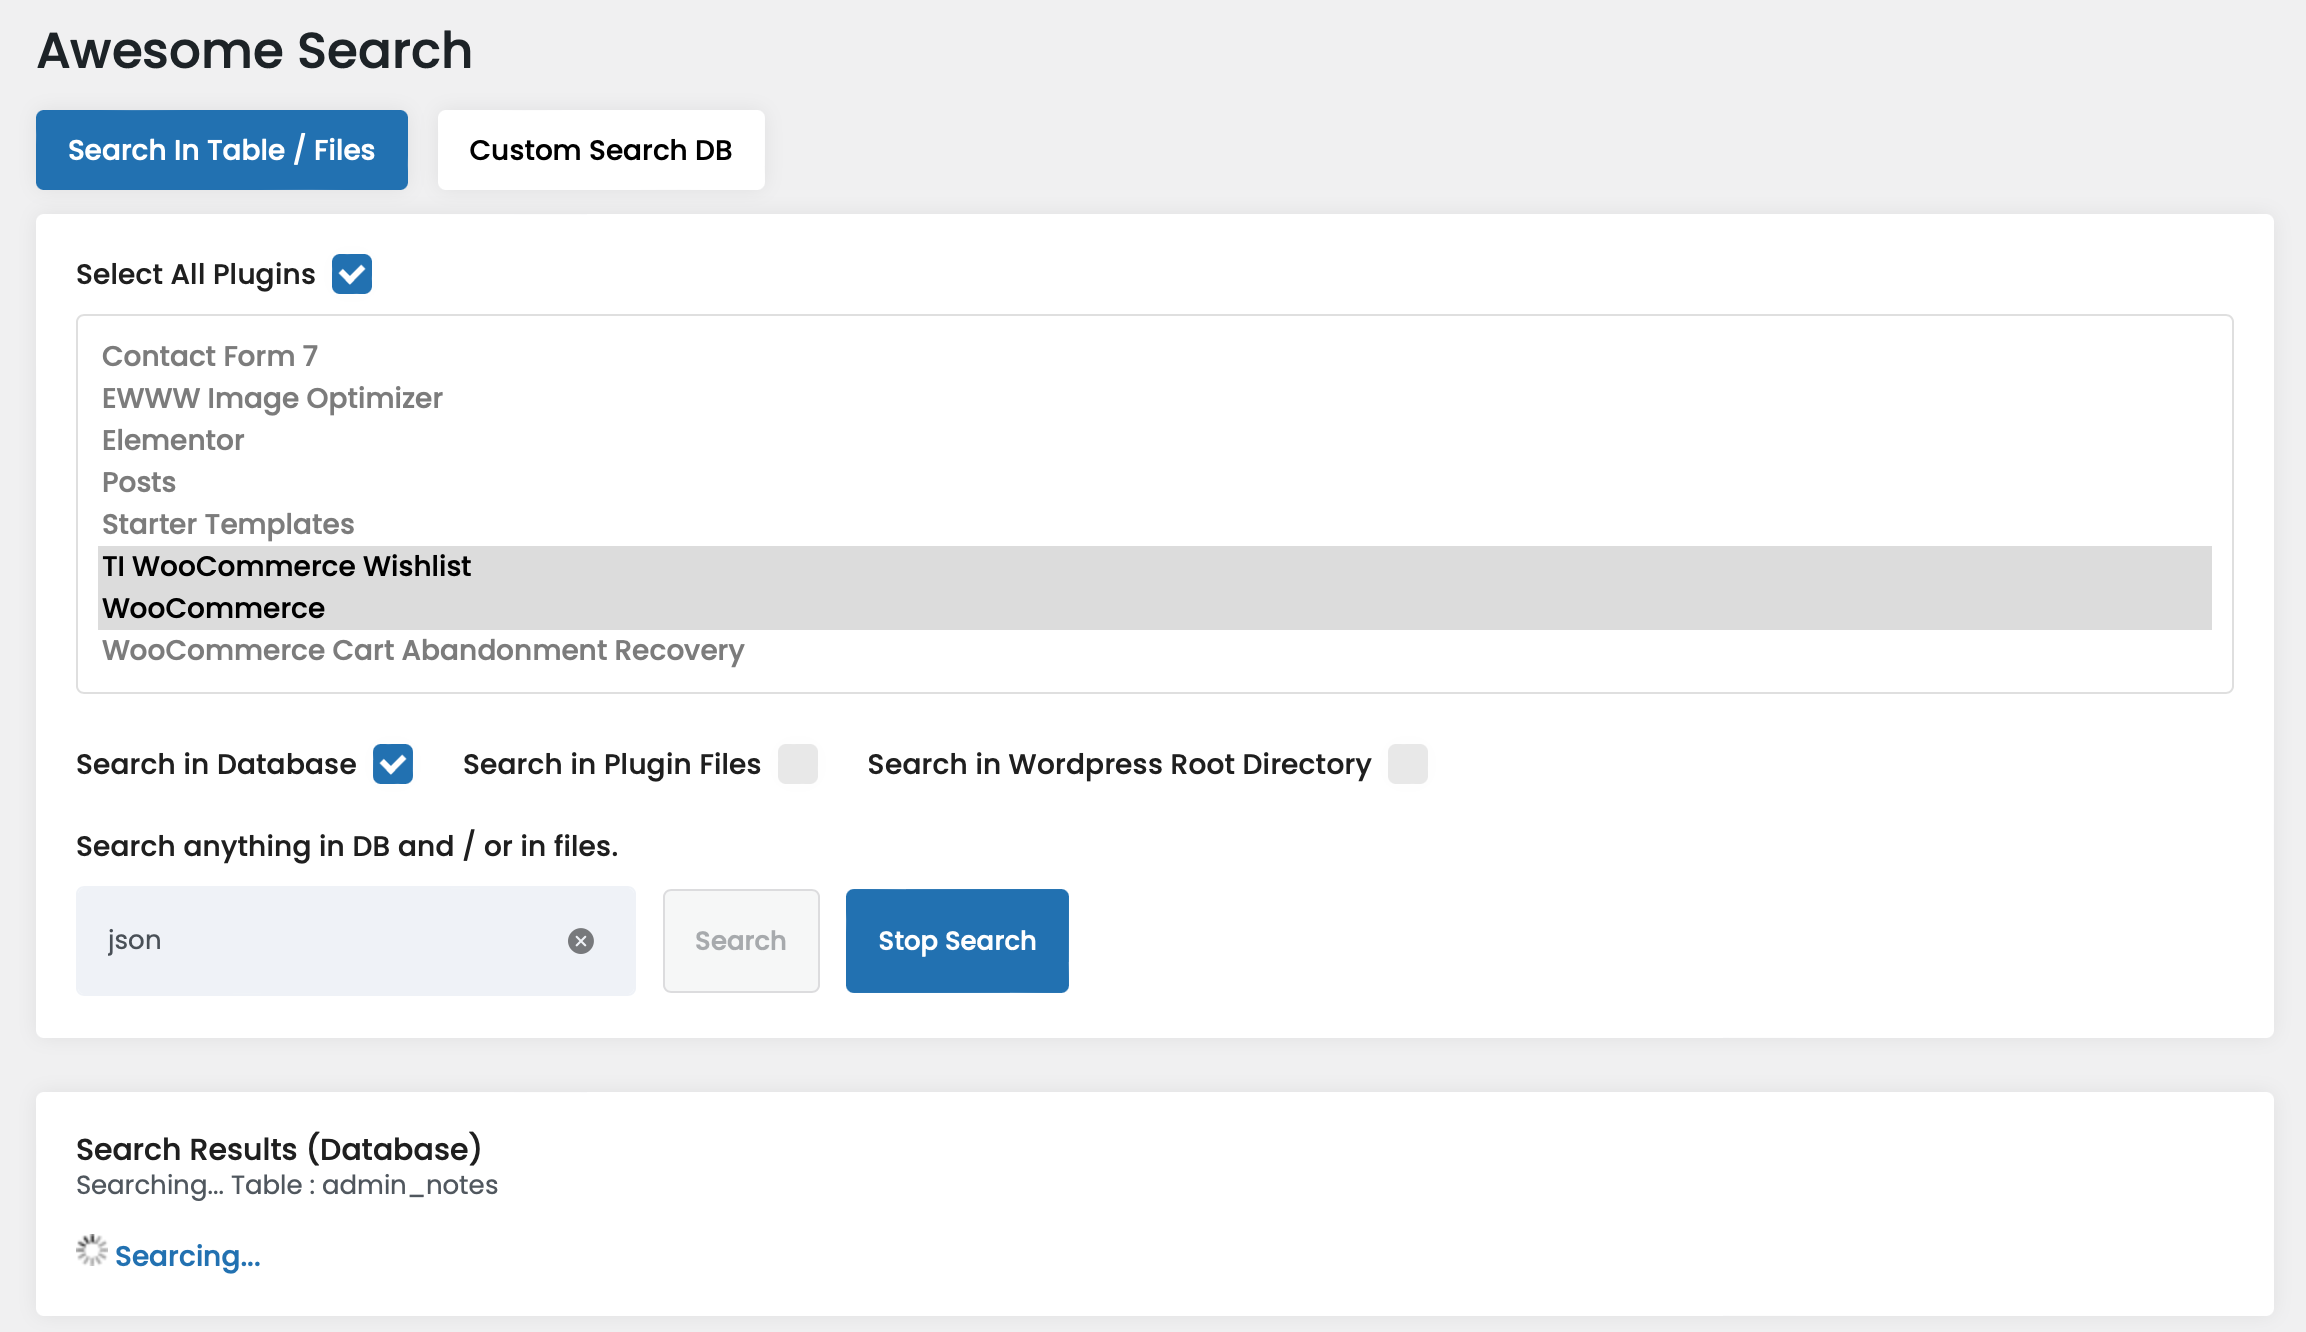 Awesome Search
Search In Table / Files
Custom Search DB
Select All Plugins
Contact Form 7
EWWW Image Optimizer
Elementor
Posts
Starter Templates
TI WooCommerce Wishlist
WooCommerce
WooCommerce Cart Abandonment Recovery
Search in Database
Search in Plugin Files
Search in Wordpress Root Directory
Search anything in DB and / or in files.
json
Search
Stop Search
Search Results (Database)
Searching... Table : admin_notes
Searcing...